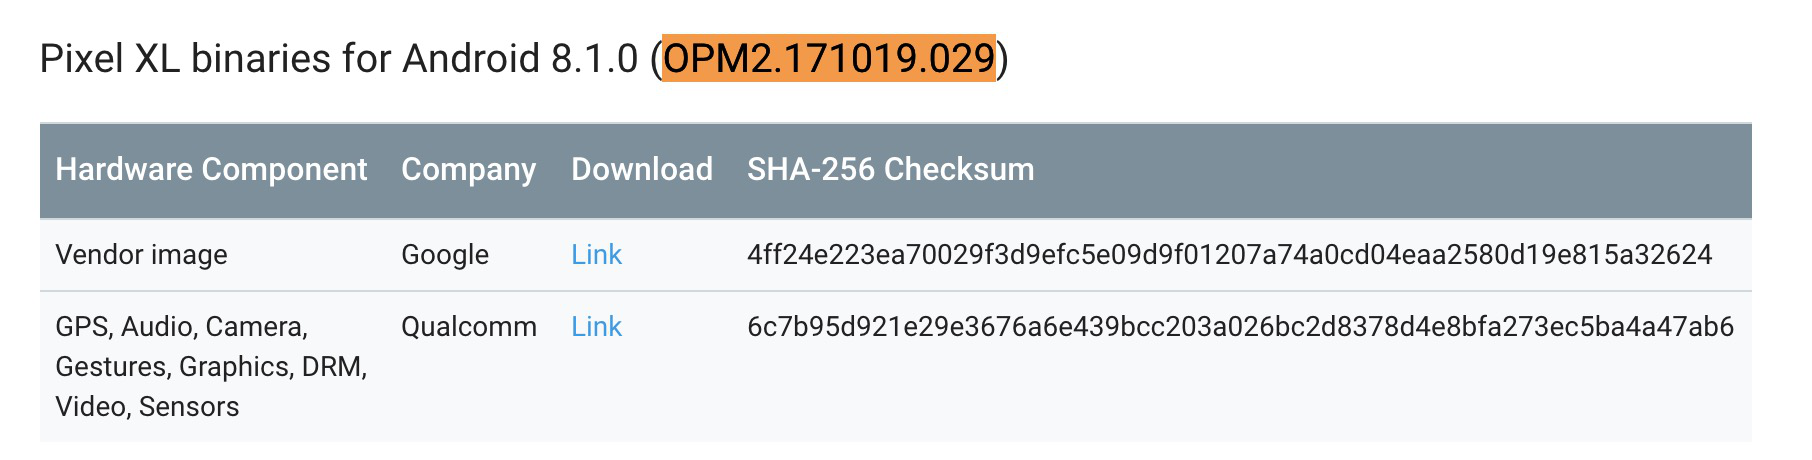 Pixel XL binaries for Android 8.1.0 (OPM2.171019.029)
Hardware Component Company Download SHA-256 Checksum
Vendor image Google Link 4ff24e223ea70029f3d9efc5e09d9f01207a74a0cd04eaa2580d19e815a32624
GPS, Audio, Camera, Qualcomm Link 6c7b95d921e29e3676a6e439bcc203a026bc2d8378d4e8bfa273ec5ba4a47ab6
Gestures, Graphics, DRM,
Video, Sensors